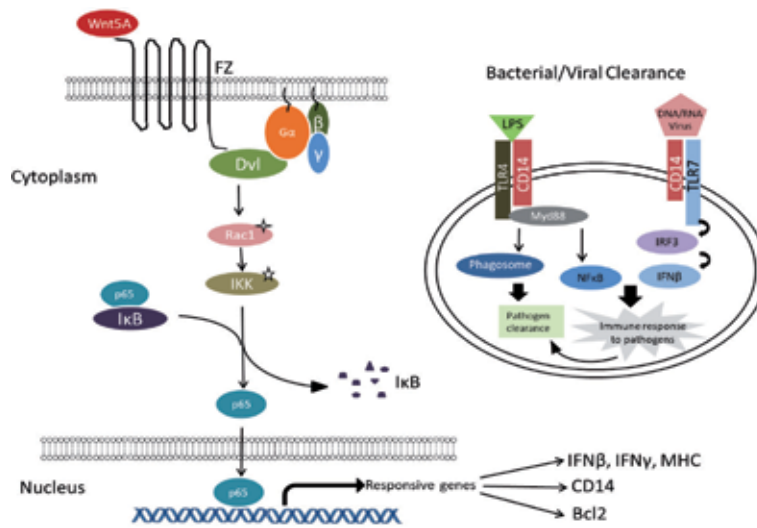 Wnt5A
FZ
Gα
β
γ
Dvl
Cytoplasm
Rac1
IKK
p65
IκB
IκB
p65
Nucleus
p65
Responsive genes
IFNβ, IFNγ, MHC
CD14
Bcl2
Bacterial/Viral Clearance
LPS
TLR4
CD14
Myd88
Phagosome
NFκB
Pathogen
clearance
DNA/RNA
Virus
CD14
TLR7
IRF3
IFNβ
Immune response
to pathogens